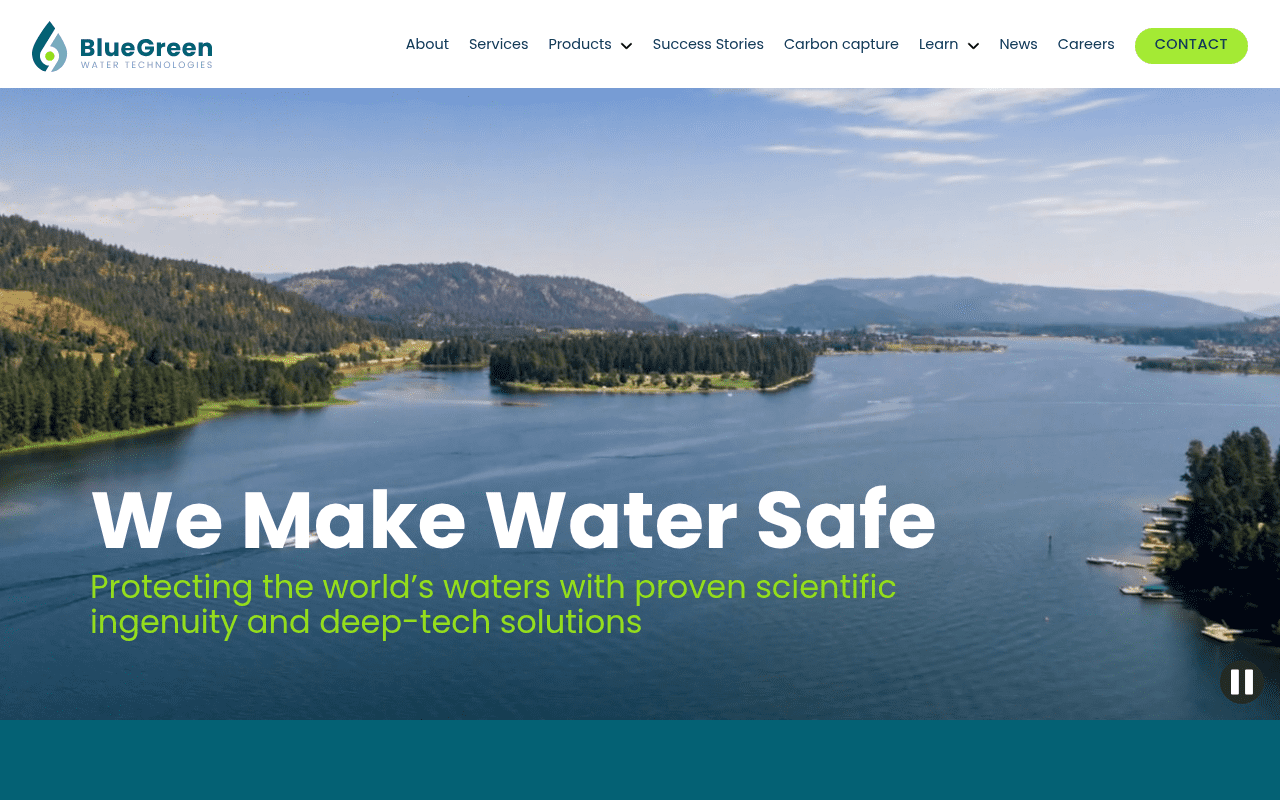 BlueGreen
WATER TECHNOLOGIES
About Services Products Success Stories Carbon capture Learn News Careers CONTACT
We Make Water Safe
Protecting the world’s waters with proven scientific
ingenuity and deep-tech solutions